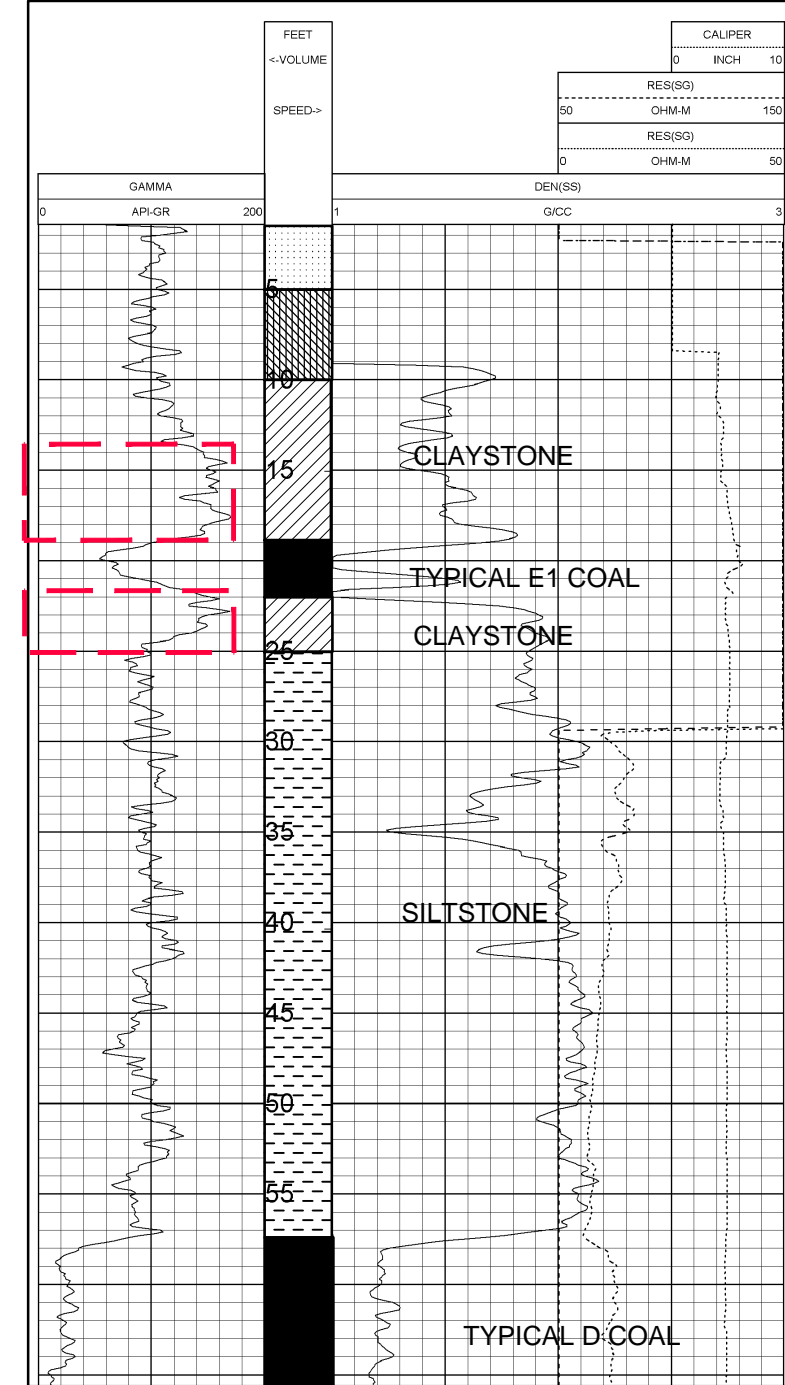 FEET
<-VOLUME
SPEED->
CALIPER
0 INCH 10
RES(SG)
50 OHM-M 150
RES(SG)
0 OHM-M 50
GAMMA
0 API-GR 200
DEN(SS)
1 G/CC 3
5
10
CLAYSTONE
15
TYPICAL E1 COAL
CLAYSTONE
25
30
35
SILTSTONE
40
45
50
55
TYPICAL D COAL